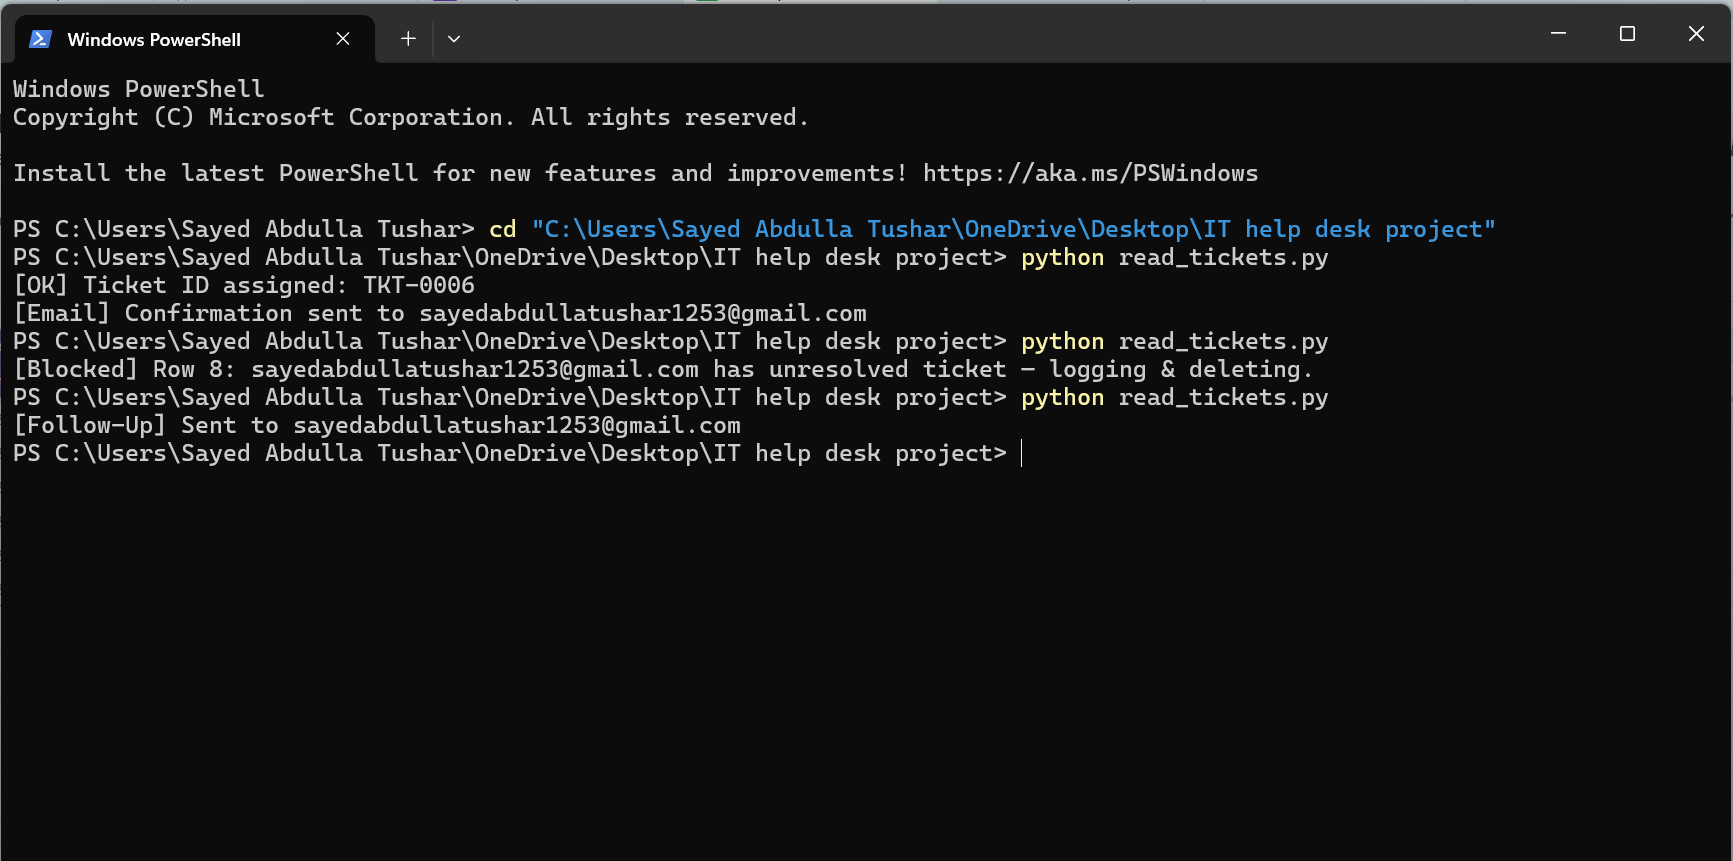 Windows PowerShell
Windows PowerShell
Copyright (C) Microsoft Corporation. All rights reserved.
Install the latest PowerShell for new features and improvements! https://aka.ms/PSWindows
PS C:\Users\Sayed Abdulla Tushar> cd "C:\Users\Sayed Abdulla Tushar\OneDrive\Desktop\IT help desk project"
PS C:\Users\Sayed Abdulla Tushar\OneDrive\Desktop\IT help desk project> python read_tickets.py
[OK] Ticket ID assigned: TKT-0006
[Email] Confirmation sent to sayedabdullatushar1253@gmail.com
PS C:\Users\Sayed Abdulla Tushar\OneDrive\Desktop\IT help desk project> python read_tickets.py
[Blocked] Row 8: sayedabdullatushar1253@gmail.com has unresolved ticket — logging & deleting.
PS C:\Users\Sayed Abdulla Tushar\OneDrive\Desktop\IT help desk project> python read_tickets.py
[Follow-Up] Sent to sayedabdullatushar1253@gmail.com
PS C:\Users\Sayed Abdulla Tushar\OneDrive\Desktop\IT help desk project>